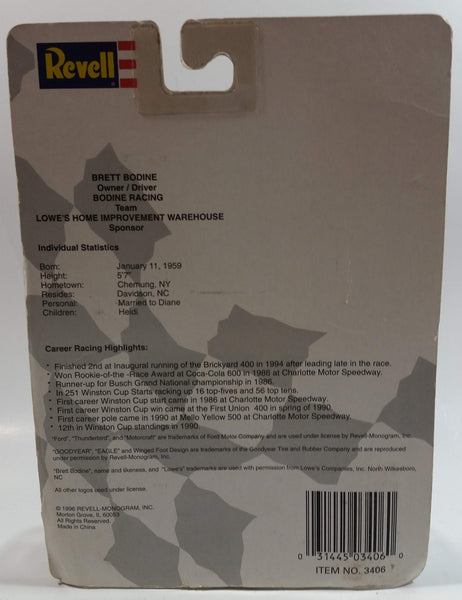 Revell
BRETT BODINE
Owner / Driver
BODINE RACING
Team
LOWE'S HOME IMPROVEMENT WAREHOUSE
Sponsor
Individual Statistics
Born: January 11, 1959
Height: 5'7"
Hometown: Chemung, NY
Resides: Davidson, NC
Personal: Married to Diane
Children: Heidi
Career Racing Highlights:
• Finished 2nd at Inaugural running of the Brickyard 400 in 1994 after leading late in the race.
• Won Rookie-of-the -Race Award at Coca-Cola 600 in 1986 at Charlotte Motor Speedway.
• Runner-up for Busch Grand National championship in 1986.
• In 251 Winston Cup Starts racking up 16 top-fives and 56 top tens.
• First career Winston Cup start came in 1986 at Charlotte Motor Speedway.
• First career Winston Cup win came at the First Union 400 in spring of 1990.
• First career pole came in 1990 at Mello Yellow 500 at Charlotte Motor Speedway.
• 12th in Winston Cup standings in 1990.
"Ford", "Thunderbird", and "Motorcraft" are trademarks of Ford Motor Company and are used under license by Revell-Monogram, Inc.
"GOODYEAR", "EAGLE" and Winged Foot Design are trademarks of the Goodyear Tire and Rubber Company and are reproduced
under permission by Revell-Monogram, Inc.
"Brett Bodine", name and likeness, and "Lowe's" trademarks are used with permission from Lowe's Companies, Inc. North Wilkesboro,
NC
All other logos used under license.
© 1996 REVELL-MONOGRAM, INC.
Morton Grove, IL 60053
All Rights Reserved.
Made in China
0 31445 03406 0
ITEM NO. 3406